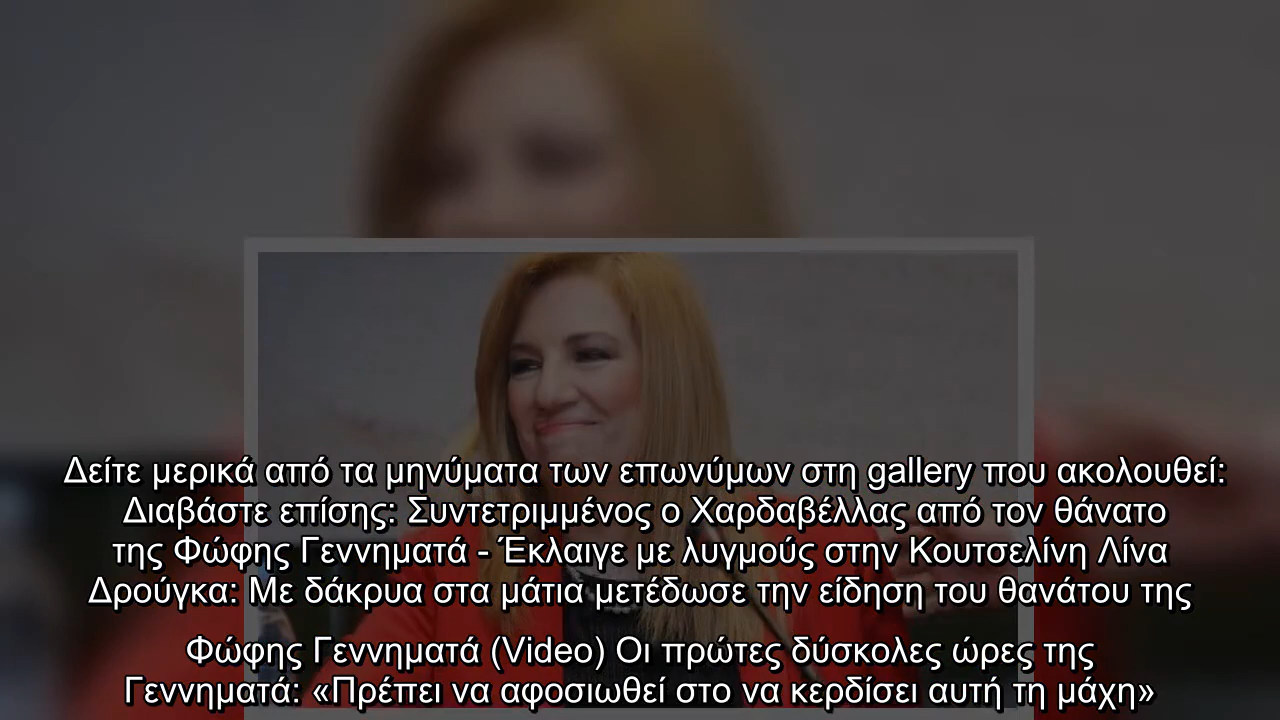 Δείτε μερικά από τα μηνύματα των επωνύμων στη gallery που ακολουθεί:
Διαβάστε επίσης: Συντετριμμένος ο Χαρδαβέλλας από τον θάνατο
της Φώφης Γεννηματά - Έκλαιγε με λυγμούς στην Κουτσελίνη Λίνα
Δρούγκα: Με δάκρυα στα μάτια μετέδωσε την είδηση του θανάτου της
Φώφης Γεννηματά (Video) Οι πρώτες δύσκολες ώρες της
Γεννηματά: «Πρέπει να αφοσιωθεί στο να κερδίσει αυτή τη μάχη»